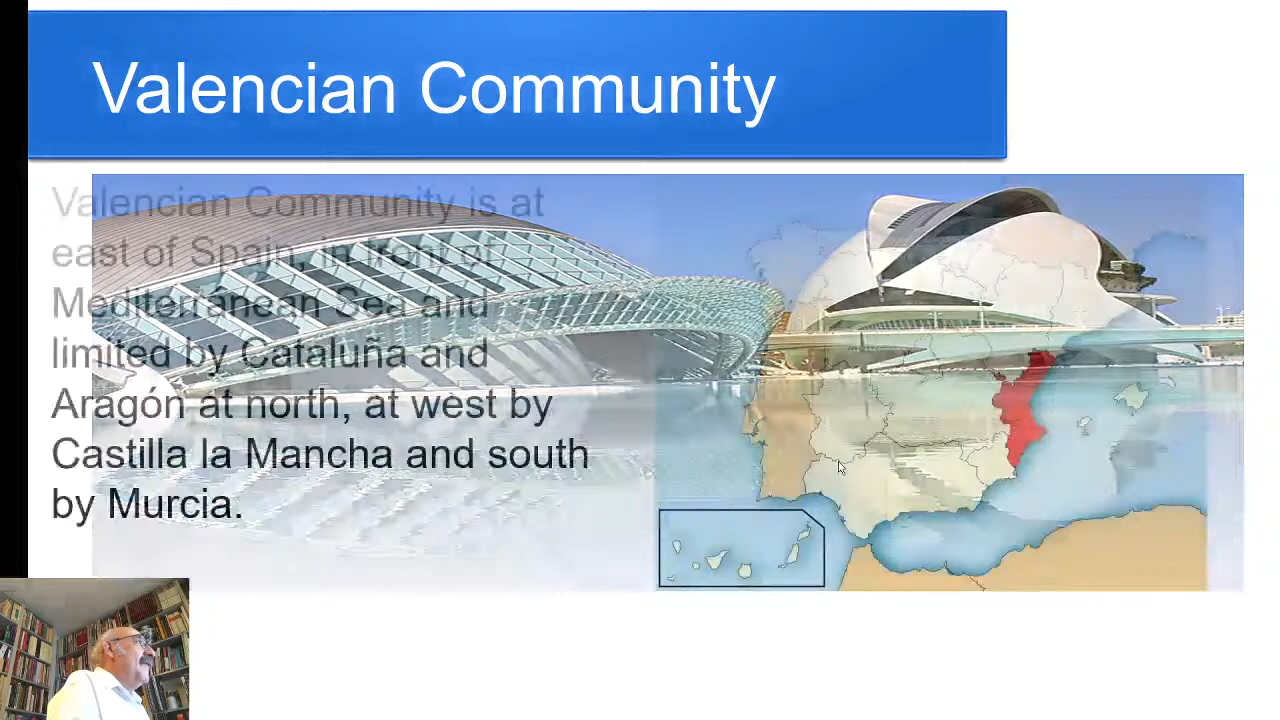 Valencian Community
Valencian Community is at
east of Spain, in front of
Mediterránean Sea and
limited by Cataluña and
Aragón at north, at west by
Castilla la Mancha and south
by Murcia.